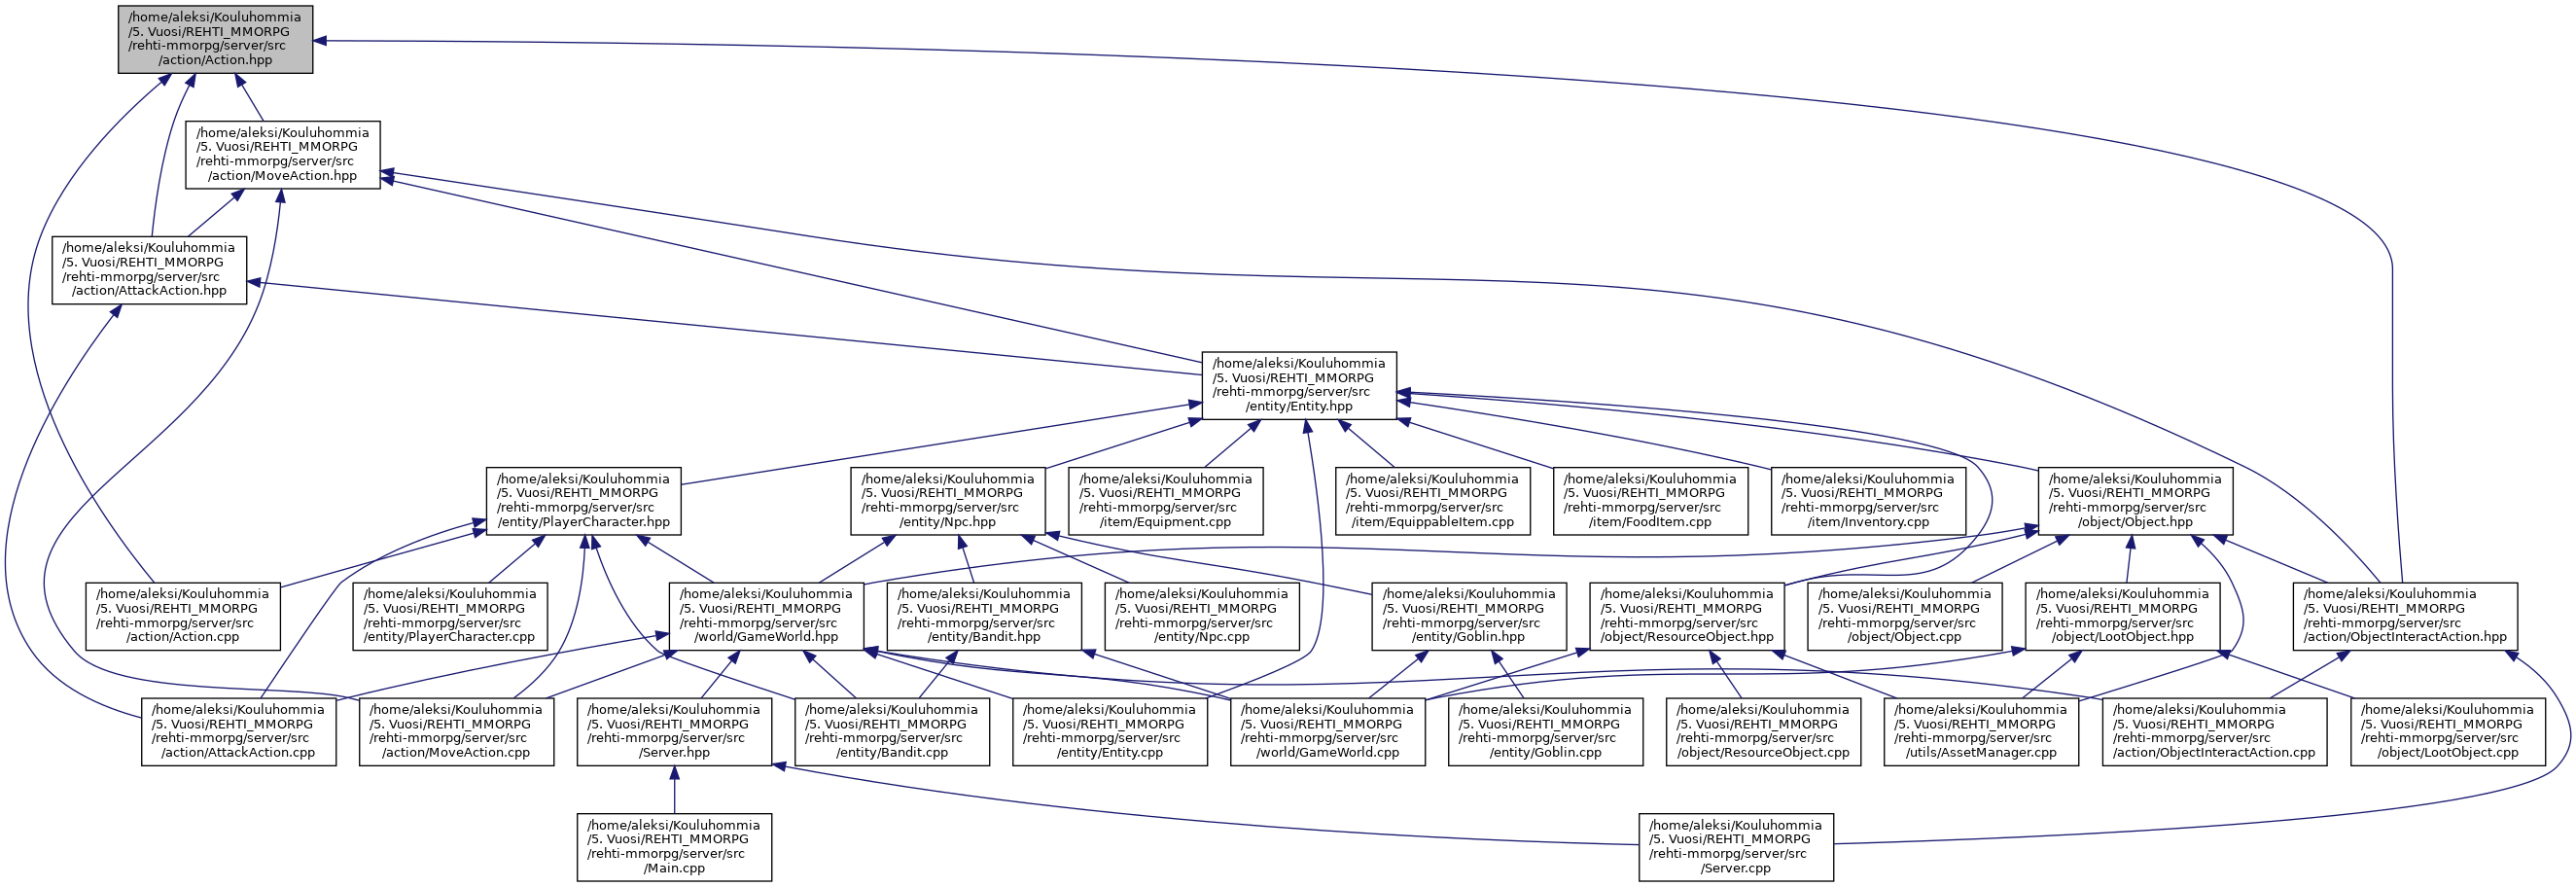 /home/aleksi/Kouluhommia
/5. Vuosi/REHTI_MMORPG
/rehti-mmorpg/server/src
/action/Action.hpp
/home/aleksi/Kouluhommia
/5. Vuosi/REHTI_MMORPG
/rehti-mmorpg/server/src
/action/MoveAction.hpp
/home/aleksi/Kouluhommia
/5. Vuosi/REHTI_MMORPG
/rehti-mmorpg/server/src
/action/AttackAction.hpp
/home/aleksi/Kouluhommia
/5. Vuosi/REHTI_MMORPG
/rehti-mmorpg/server/src
/entity/Entity.hpp
/home/aleksi/Kouluhommia
/5. Vuosi/REHTI_MMORPG
/rehti-mmorpg/server/src
/entity/PlayerCharacter.hpp
/home/aleksi/Kouluhommia
/5. Vuosi/REHTI_MMORPG
/rehti-mmorpg/server/src
/entity/Npc.hpp
/home/aleksi/Kouluhommia
/5. Vuosi/REHTI_MMORPG
/rehti-mmorpg/server/src
/item/Equipment.cpp
/home/aleksi/Kouluhommia
/5. Vuosi/REHTI_MMORPG
/rehti-mmorpg/server/src
/item/EquippableItem.cpp
/home/aleksi/Kouluhommia
/5. Vuosi/REHTI_MMORPG
/rehti-mmorpg/server/src
/item/FoodItem.cpp
/home/aleksi/Kouluhommia
/5. Vuosi/REHTI_MMORPG
/rehti-mmorpg/server/src
/item/Inventory.cpp
/home/aleksi/Kouluhommia
/5. Vuosi/REHTI_MMORPG
/rehti-mmorpg/server/src
/object/Object.hpp
/home/aleksi/Kouluhommia
/5. Vuosi/REHTI_MMORPG
/rehti-mmorpg/server/src
/action/Action.cpp
/home/aleksi/Kouluhommia
/5. Vuosi/REHTI_MMORPG
/rehti-mmorpg/server/src
/entity/PlayerCharacter.cpp
/home/aleksi/Kouluhommia
/5. Vuosi/REHTI_MMORPG
/rehti-mmorpg/server/src
/world/GameWorld.hpp
/home/aleksi/Kouluhommia
/5. Vuosi/REHTI_MMORPG
/rehti-mmorpg/server/src
/entity/Bandit.hpp
/home/aleksi/Kouluhommia
/5. Vuosi/REHTI_MMORPG
/rehti-mmorpg/server/src
/entity/Npc.cpp
/home/aleksi/Kouluhommia
/5. Vuosi/REHTI_MMORPG
/rehti-mmorpg/server/src
/entity/Goblin.hpp
/home/aleksi/Kouluhommia
/5. Vuosi/REHTI_MMORPG
/rehti-mmorpg/server/src
/object/ResourceObject.hpp
/home/aleksi/Kouluhommia
/5. Vuosi/REHTI_MMORPG
/rehti-mmorpg/server/src
/object/Object.cpp
/home/aleksi/Kouluhommia
/5. Vuosi/REHTI_MMORPG
/rehti-mmorpg/server/src
/object/LootObject.hpp
/home/aleksi/Kouluhommia
/5. Vuosi/REHTI_MMORPG
/rehti-mmorpg/server/src
/action/ObjectInteractAction.hpp
/home/aleksi/Kouluhommia
/5. Vuosi/REHTI_MMORPG
/rehti-mmorpg/server/src
/action/AttackAction.cpp
/home/aleksi/Kouluhommia
/5. Vuosi/REHTI_MMORPG
/rehti-mmorpg/server/src
/action/MoveAction.cpp
/home/aleksi/Kouluhommia
/5. Vuosi/REHTI_MMORPG
/rehti-mmorpg/server/src
/Server.hpp
/home/aleksi/Kouluhommia
/5. Vuosi/REHTI_MMORPG
/rehti-mmorpg/server/src
/entity/Bandit.cpp
/home/aleksi/Kouluhommia
/5. Vuosi/REHTI_MMORPG
/rehti-mmorpg/server/src
/entity/Entity.cpp
/home/aleksi/Kouluhommia
/5. Vuosi/REHTI_MMORPG
/rehti-mmorpg/server/src
/world/GameWorld.cpp
/home/aleksi/Kouluhommia
/5. Vuosi/REHTI_MMORPG
/rehti-mmorpg/server/src
/entity/Goblin.cpp
/home/aleksi/Kouluhommia
/5. Vuosi/REHTI_MMORPG
/rehti-mmorpg/server/src
/object/ResourceObject.cpp
/home/aleksi/Kouluhommia
/5. Vuosi/REHTI_MMORPG
/rehti-mmorpg/server/src
/utils/AssetManager.cpp
/home/aleksi/Kouluhommia
/5. Vuosi/REHTI_MMORPG
/rehti-mmorpg/server/src
/action/ObjectInteractAction.cpp
/home/aleksi/Kouluhommia
/5. Vuosi/REHTI_MMORPG
/rehti-mmorpg/server/src
/object/LootObject.cpp
/home/aleksi/Kouluhommia
/5. Vuosi/REHTI_MMORPG
/rehti-mmorpg/server/src
/Main.cpp
/home/aleksi/Kouluhommia
/5. Vuosi/REHTI_MMORPG
/rehti-mmorpg/server/src
/Server.cpp